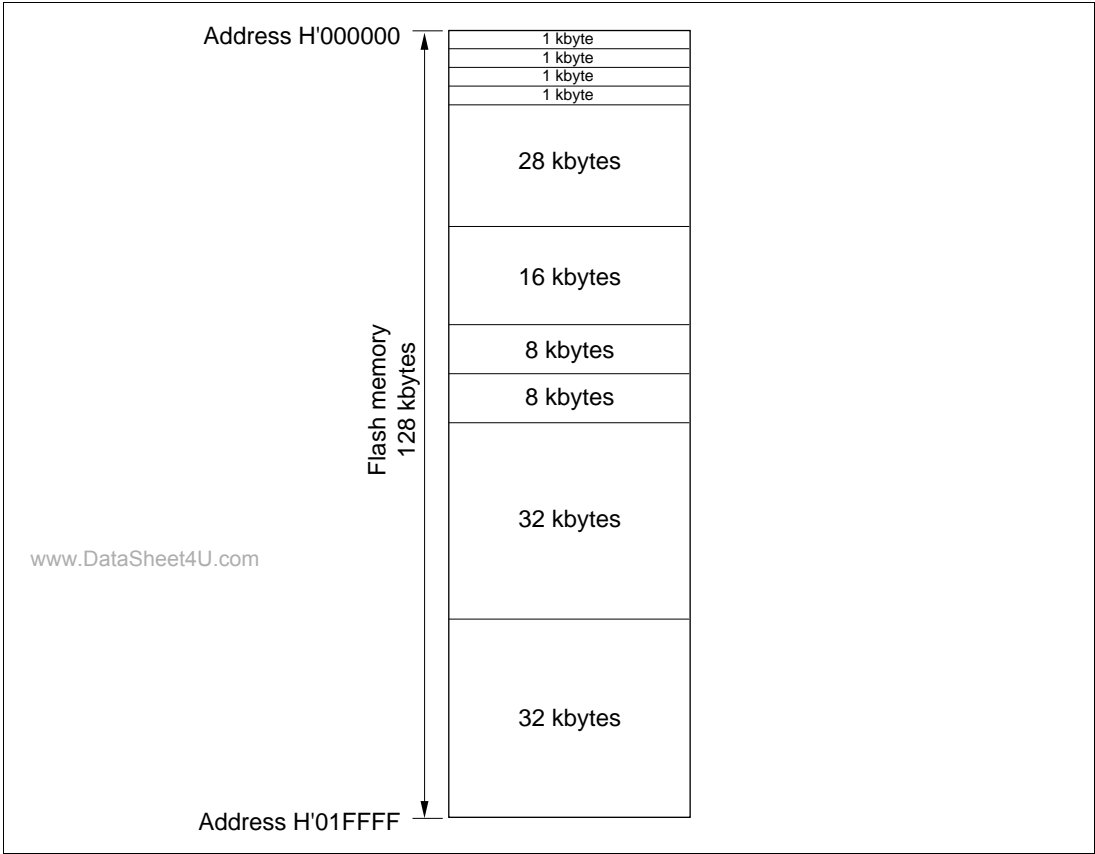 Address H'000000
1 kbyte
1 kbyte
1 kbyte
1 kbyte
28 kbytes
16 kbytes
8 kbytes
8 kbytes
Flash memory
128 kbytes
32 kbytes
www.DataSheet4U.com
32 kbytes
Address H'01FFFF